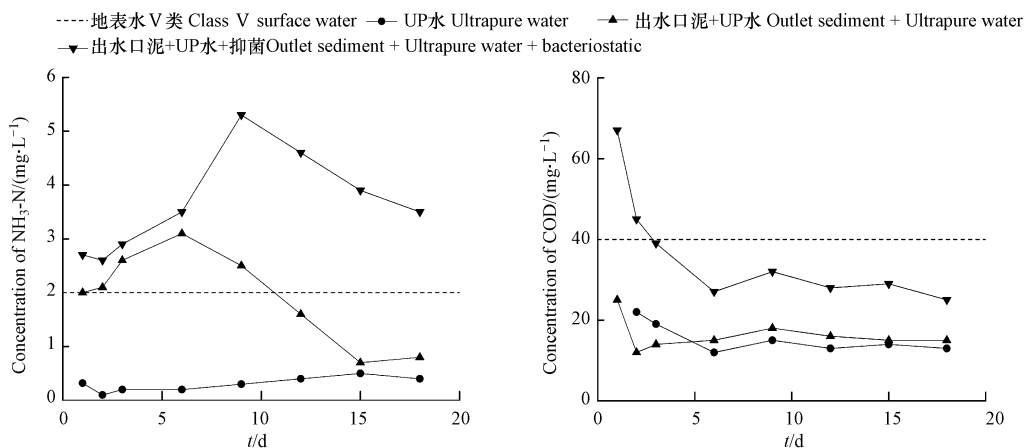 地表水Ⅴ类 Class Ⅴ surface water UP水 Ultrapure water 出水口泥+UP水 Outlet sediment + Ultrapure water
出水口泥+UP水+抑菌Outlet sediment + Ultrapure water + bacteriostatic
Concentration of NH₃-N/(mg·L⁻¹)
6
5
4
3
2
1
0
0 5 10 15 20
t/d
Concentration of COD/(mg·L⁻¹)
80
60
40
20
0
0 5 10 15 20
t/d